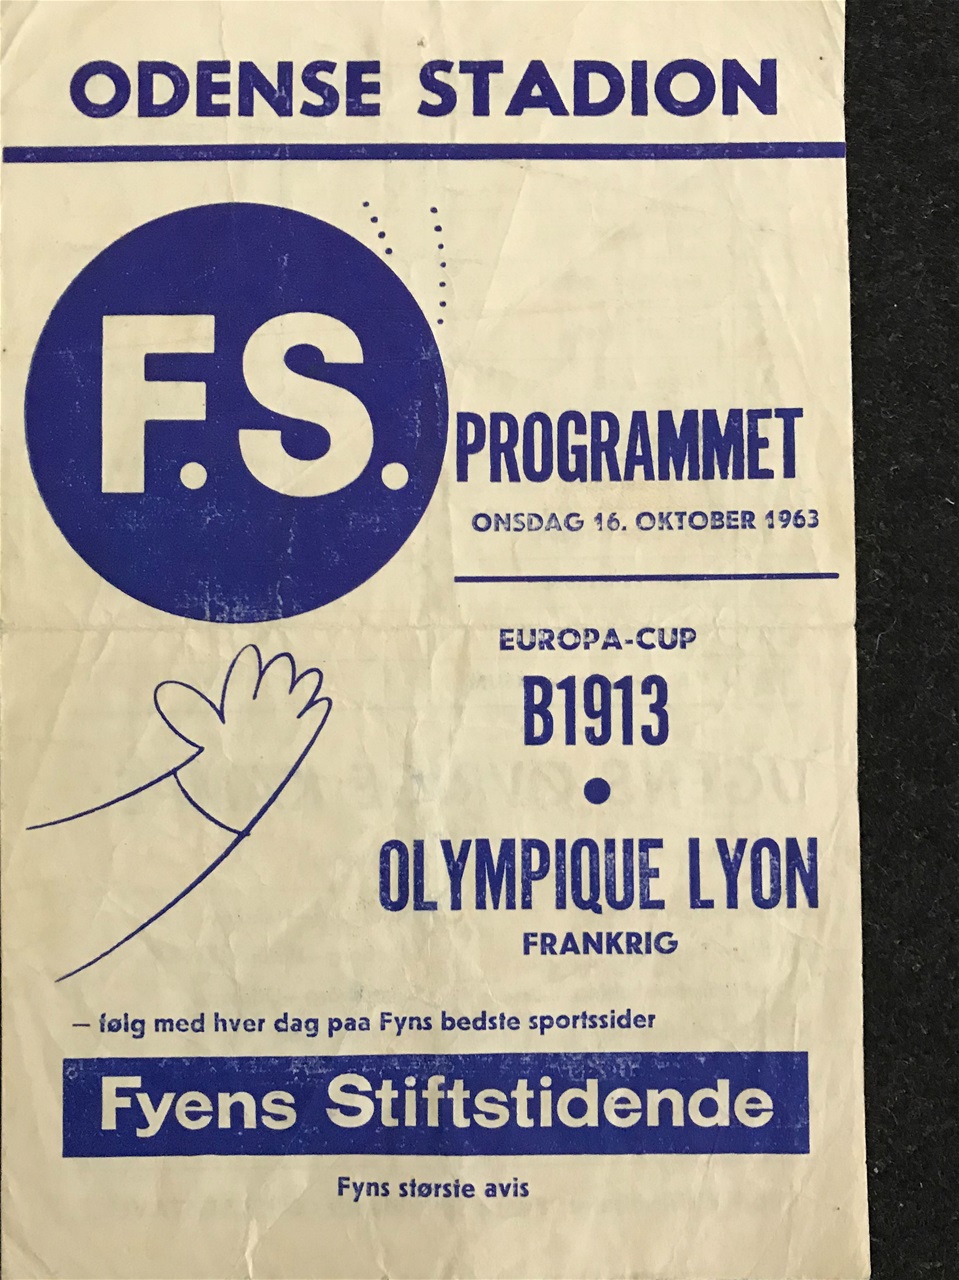 ODENSE STADION
F.S.
PROGRAMMET
ONSDAG 16. OKTOBER 1963
EUROPA-CUP
B1913
•
OLYMPIQUE LYON
FRANKRIG
– følg med hver dag paa Fyns bedste sportssider
Fyens Stiftstidende
Fyns største avis